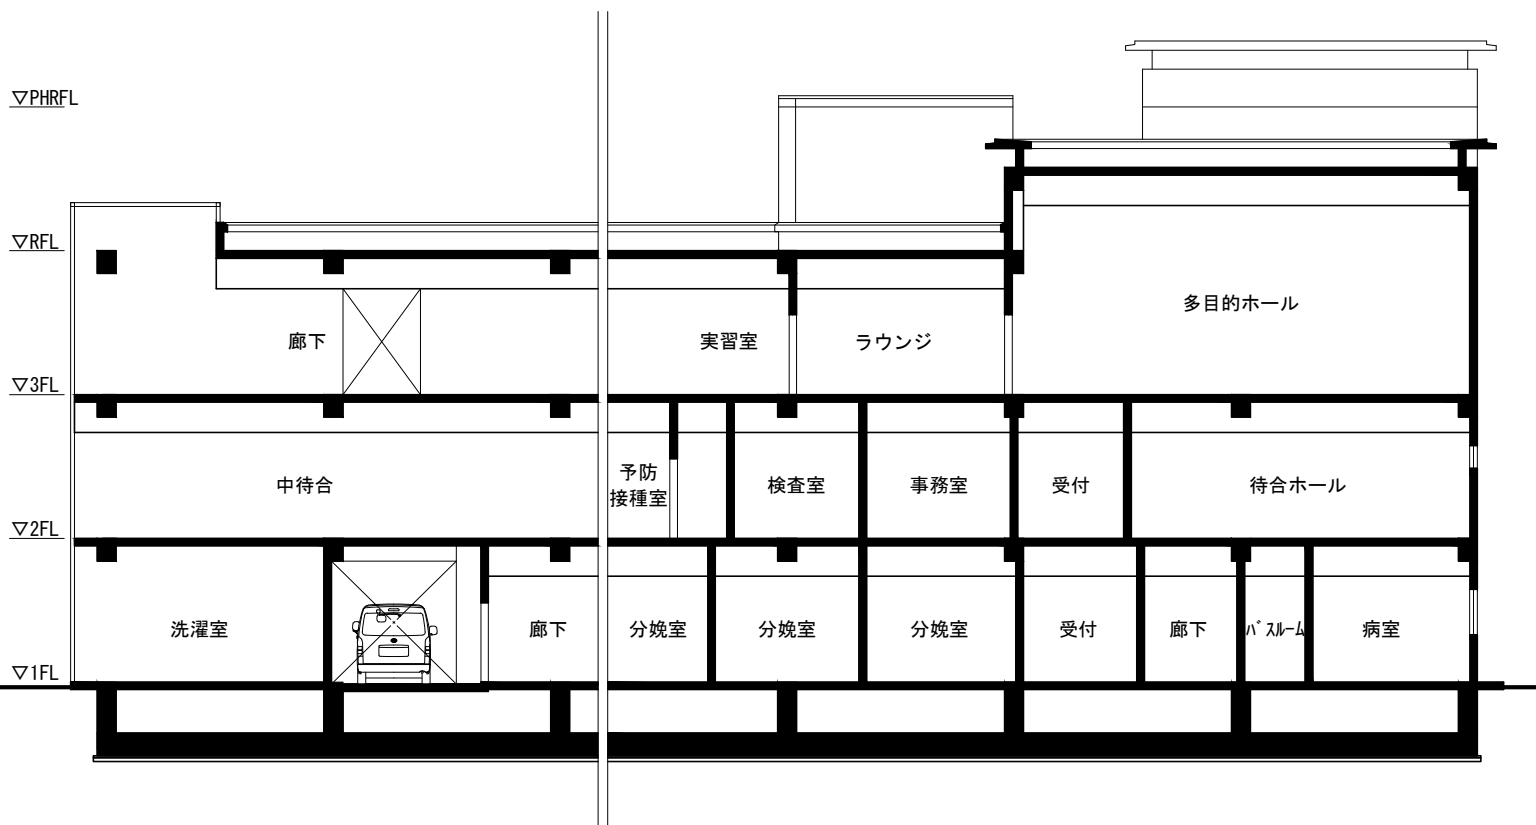 ▽PHRFL
▽RFL
多目的ホール
廊下
実習室
ラウンジ
▽3FL
中待合
予防
接種室
検査室
事務室
受付
待合ホール
▽2FL
洗濯室
廊下
分娩室
分娩室
分娩室
受付
廊下
バスルーム
病室
▽1FL